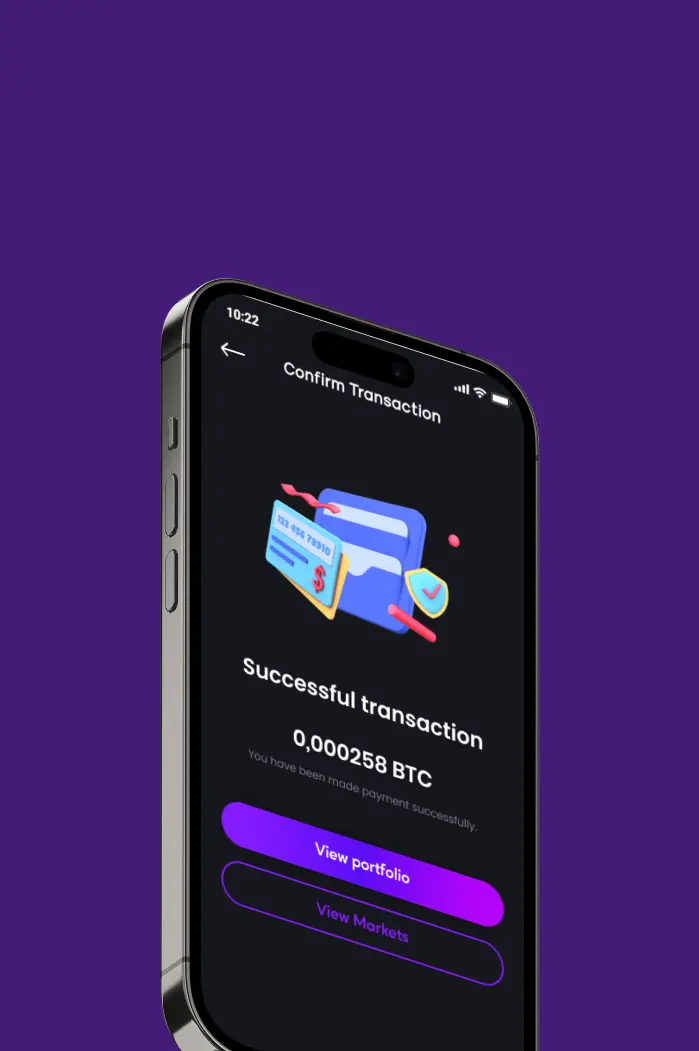 10:22
Confirm Transaction
123 456 78910
$
Successful transaction
0,000258 BTC
You have been made payment successfully.
View portfolio
View Markets